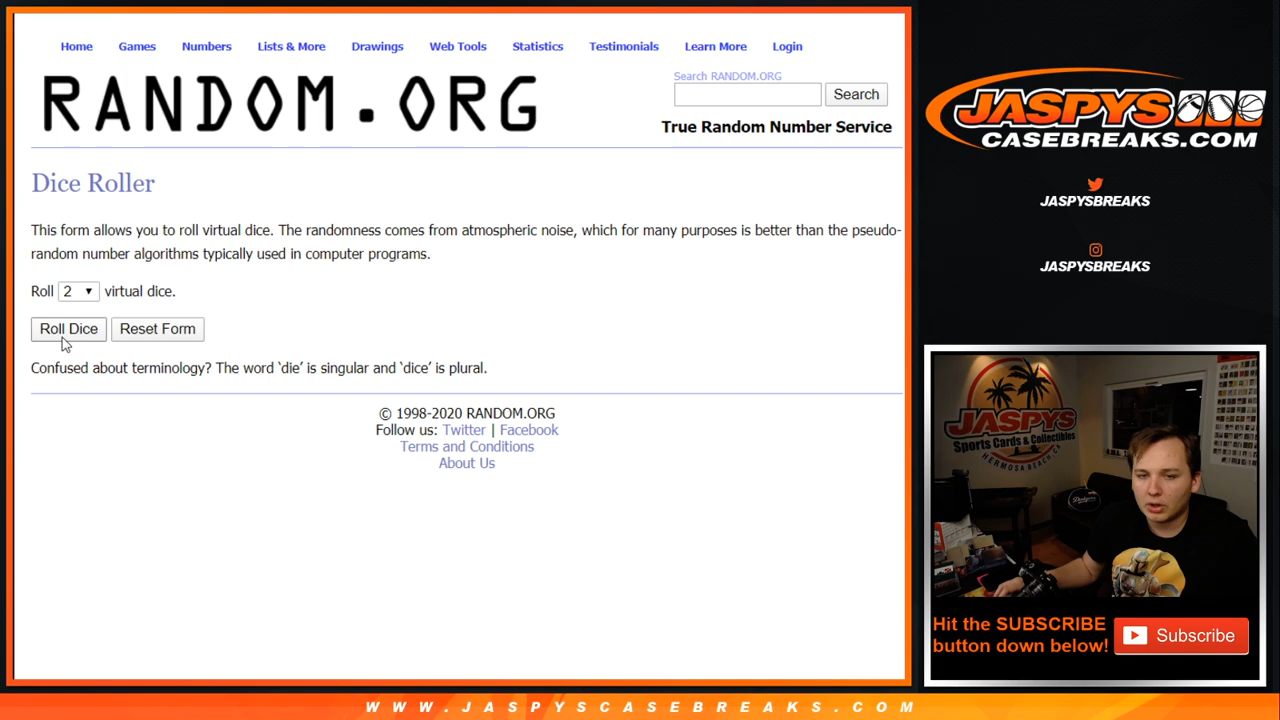 Home Games Numbers Lists & More Drawings Web Tools Statistics Testimonials Learn More Login
RANDOM.ORG
Search RANDOM.ORG
Search
True Random Number Service
Dice Roller
This form allows you to roll virtual dice. The randomness comes from atmospheric noise, which for many purposes is better than the pseudo-
random number algorithms typically used in computer programs.
Roll 2 virtual dice.
Roll Dice Reset Form
Confused about terminology? The word ‘die’ is singular and ‘dice’ is plural.
© 1998-2020 RANDOM.ORG
Follow us: Twitter | Facebook
Terms and Conditions
About Us
JASPYS
CASEBREAKS.COM
JASPYSBREAKS
JASPYSBREAKS
JASPYS
Sports Cards & Collectibles
HERMOSA BEACH, CA
Dodgers
Hit the SUBSCRIBE
button down below!
Subscribe
WWW.JASPYSCASEBREAKS.COM